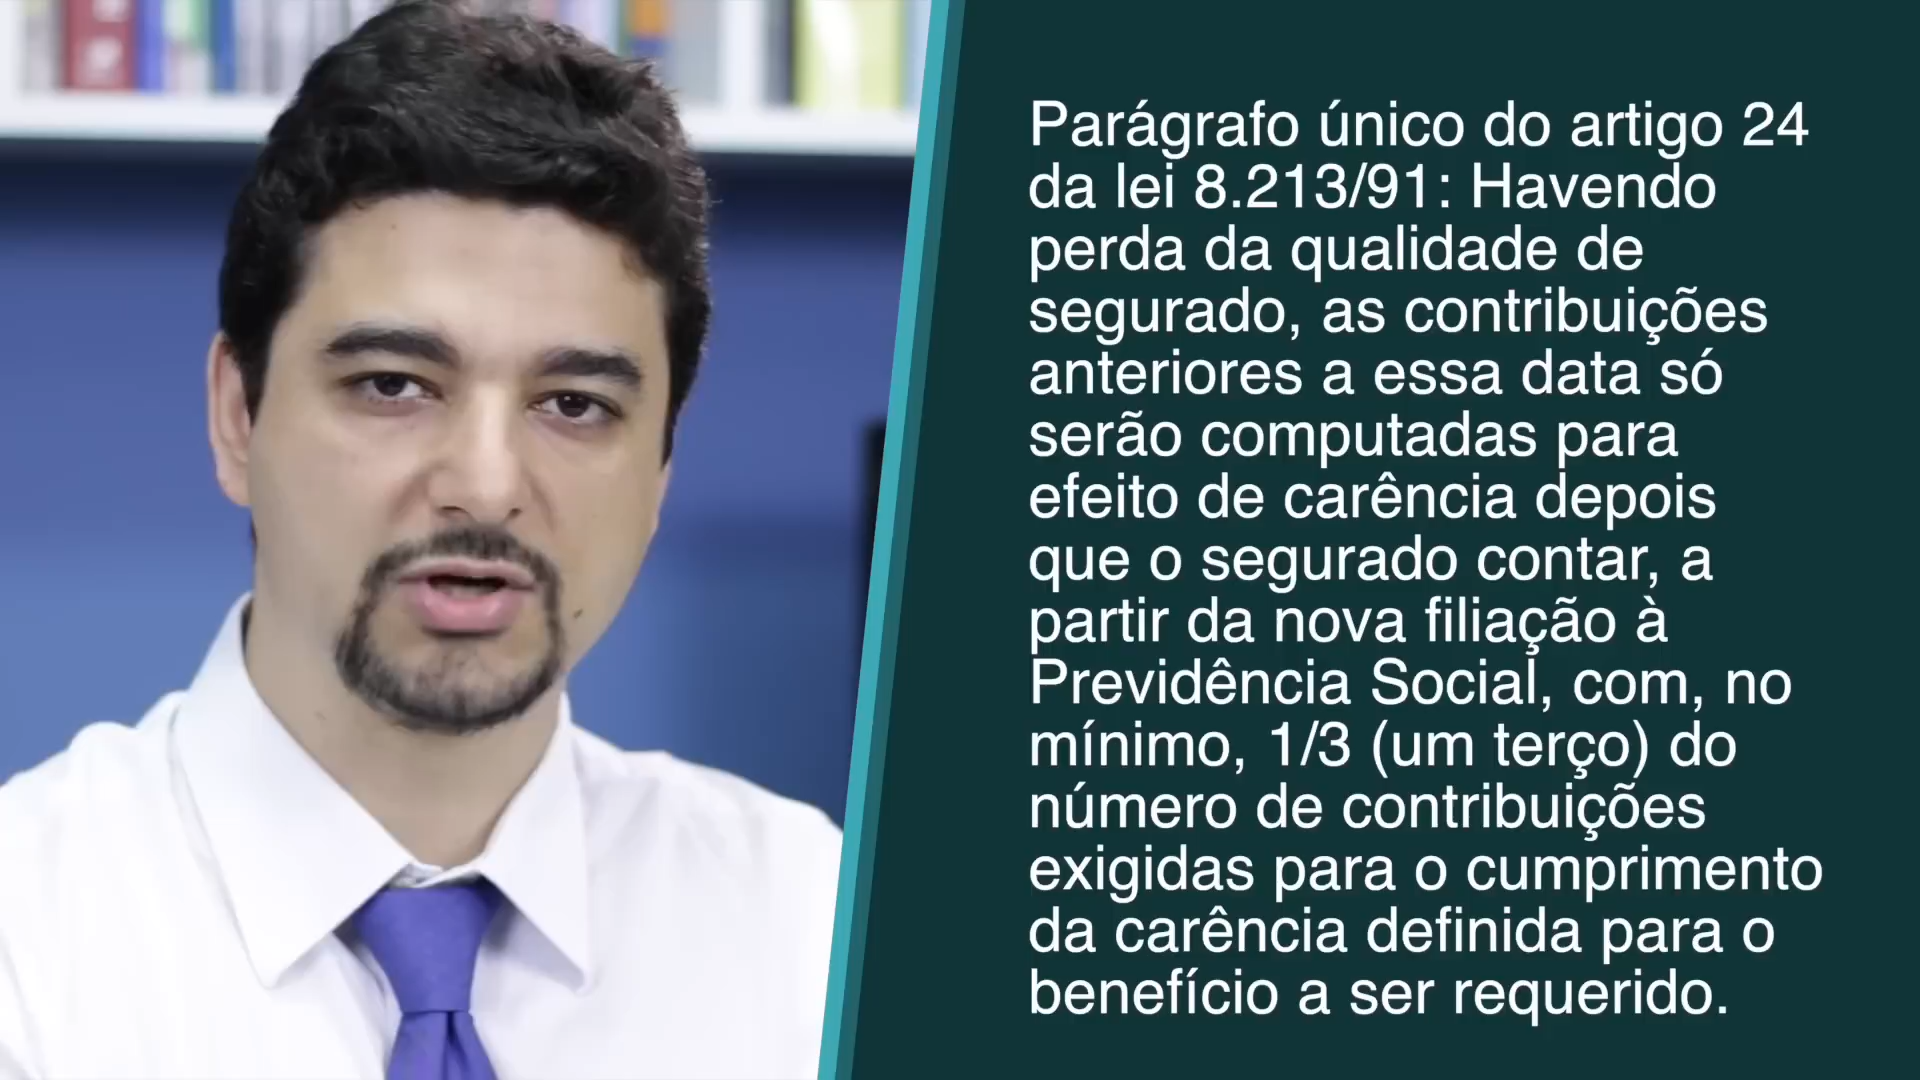 Parágrafo único do artigo 24
da lei 8.213/91: Havendo
perda da qualidade de
segurado, as contribuições
anteriores a essa data só
serão computadas para
efeito de carência depois
que o segurado contar, a
partir da nova filiação à
Previdência Social, com, no
mínimo, 1/3 (um terço) do
número de contribuições
exigidas para o cumprimento
da carência definida para o
benefício a ser requerido.